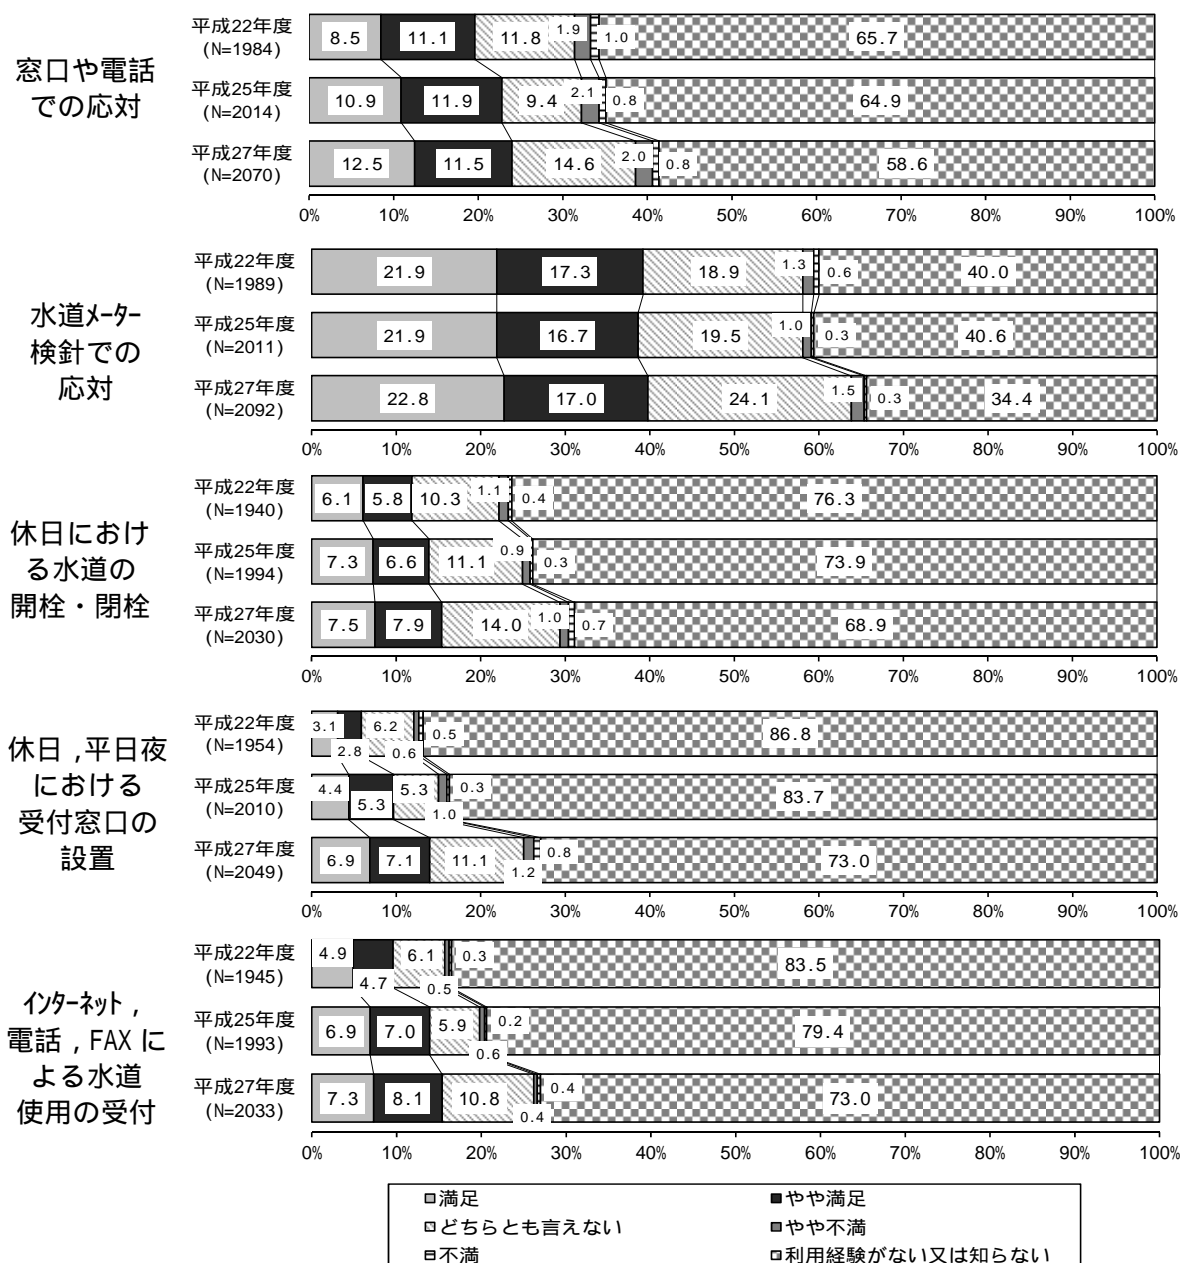 窓口や電話
での応対
平成22年度
(N=1984)
8.5
11.1
11.8
1.9
1.0
65.7
平成25年度
(N=2014)
10.9
11.9
9.4
2.1
0.8
64.9
平成27年度
(N=2070)
12.5
11.5
14.6
2.0
0.8
58.6
0% 10% 20% 30% 40% 50% 60% 70% 80% 90% 100%
水道メーター
検針での
応対
平成22年度
(N=1989)
21.9
17.3
18.9
1.3
0.6
40.0
平成25年度
(N=2011)
21.9
16.7
19.5
1.0
0.3
40.6
平成27年度
(N=2092)
22.8
17.0
24.1
1.5
0.3
34.4
0% 10% 20% 30% 40% 50% 60% 70% 80% 90% 100%
休日におけ
る水道の
開栓・閉栓
平成22年度
(N=1940)
6.1
5.8
10.3
1.1
0.4
76.3
平成25年度
(N=1994)
7.3
6.6
11.1
0.9
0.3
73.9
平成27年度
(N=2030)
7.5
7.9
14.0
1.0
0.7
68.9
0% 10% 20% 30% 40% 50% 60% 70% 80% 90% 100%
休日,平日夜
における
受付窓口の
設置
平成22年度
(N=1954)
3.1
2.8
6.2
0.6
0.5
86.8
平成25年度
(N=2010)
4.4
5.3
5.3
1.0
0.3
83.7
平成27年度
(N=2049)
6.9
7.1
11.1
1.2
0.8
73.0
0% 10% 20% 30% 40% 50% 60% 70% 80% 90% 100%
インターネット,
電話,FAXに
よる水道
使用の受付
平成22年度
(N=1945)
4.9
4.7
6.1
0.5
0.3
83.5
平成25年度
(N=1993)
6.9
7.0
5.9
0.6
0.2
79.4
平成27年度
(N=2033)
7.3
8.1
10.8
0.4
0.4
73.0
0% 10% 20% 30% 40% 50% 60% 70% 80% 90% 100%
満足 やや満足
どちらとも言えない やや不満
不満 利用経験がない又は知らない